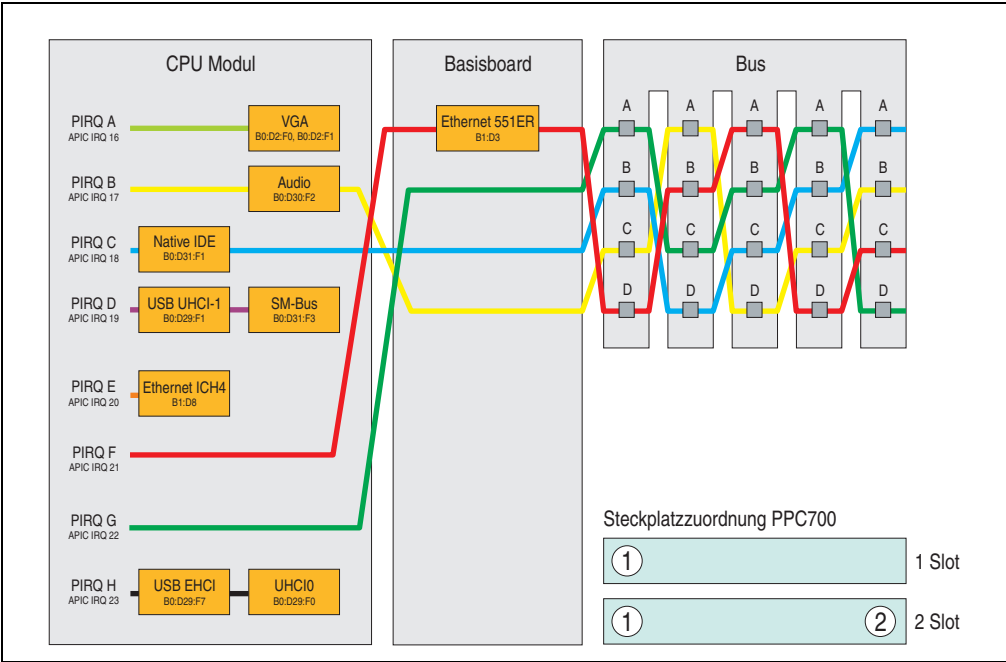 CPU Modul
Basisboard
Bus
PIRQ A
APIC IRQ 16
VGA
B0:D2:F0, B0:D2:F1
PIRQ B
APIC IRQ 17
Audio
B0:D30:F2
PIRQ C
APIC IRQ 18
Native IDE
B0:D31:F1
PIRQ D
APIC IRQ 19
USB UHCI-1
B0:D29:F1
SM-Bus
B0:D31:F3
PIRQ E
APIC IRQ 20
Ethernet ICH4
B1:D8
PIRQ F
APIC IRQ 21
PIRQ G
APIC IRQ 22
PIRQ H
APIC IRQ 23
USB EHCI
B0:D29:F7
UHCI0
B0:D29:F0
Ethernet 551ER
B1:D3
A A A A A
B B B B B
C C C C C
D D D D D
Steckplatzzuordnung PPC700
1 1 Slot
1 2 2 Slot